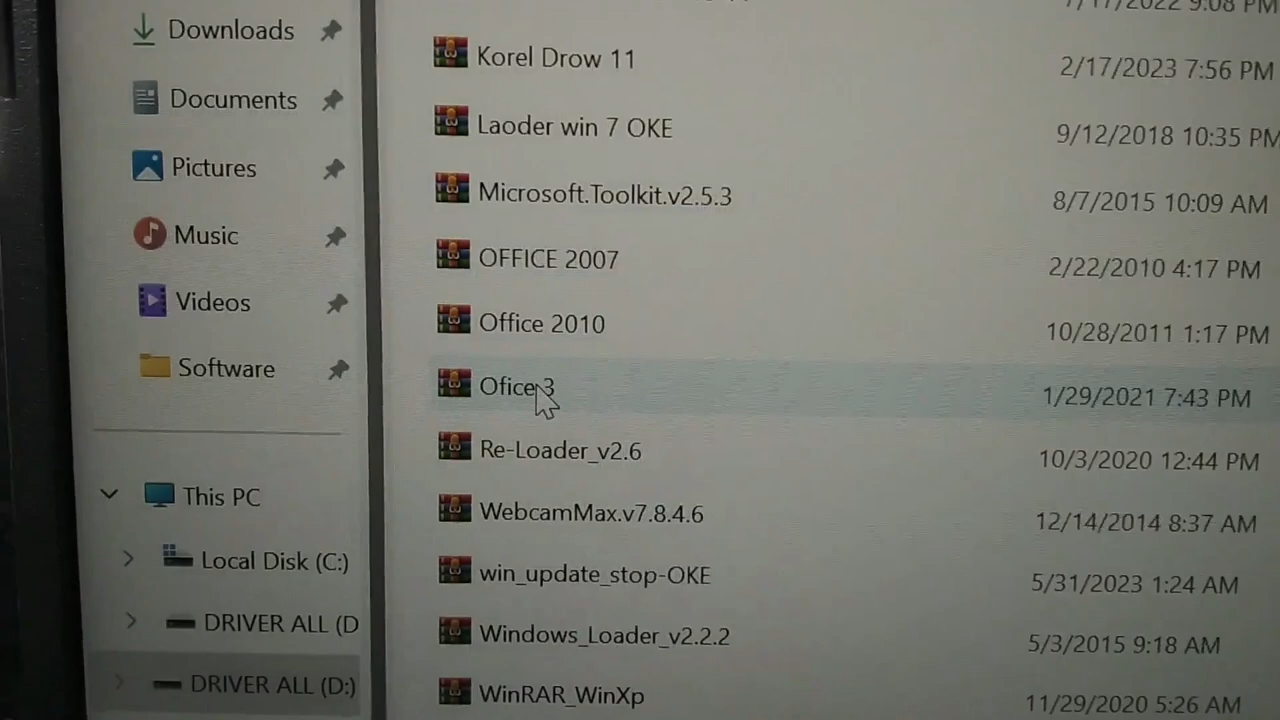 7/17/2022 9:08 PM
Downloads
Korel Drow 11 2/17/2023 7:56 PM
Documents
Laoder win 7 OKE 9/12/2018 10:35 PM
Pictures
Microsoft.Toolkit.v2.5.3 8/7/2015 10:09 AM
Music
OFFICE 2007 2/22/2010 4:17 PM
Videos
Office 2010 10/28/2011 1:17 PM
Software
Ofice 3 1/29/2021 7:43 PM
Re-Loader_v2.6 10/3/2020 12:44 PM
This PC
WebcamMax.v7.8.4.6 12/14/2014 8:37 AM
Local Disk (C:)
win_update_stop-OKE 5/31/2023 1:24 AM
DRIVER ALL (D
Windows_Loader_v2.2.2 5/3/2015 9:18 AM
DRIVER ALL (D:)
WinRAR_WinXp 11/29/2020 5:26 AM